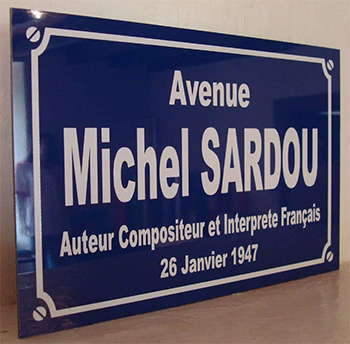 Avenue
Michel SARDOU
Auteur Compositeur et Interprete Français
26 Janvier 1947